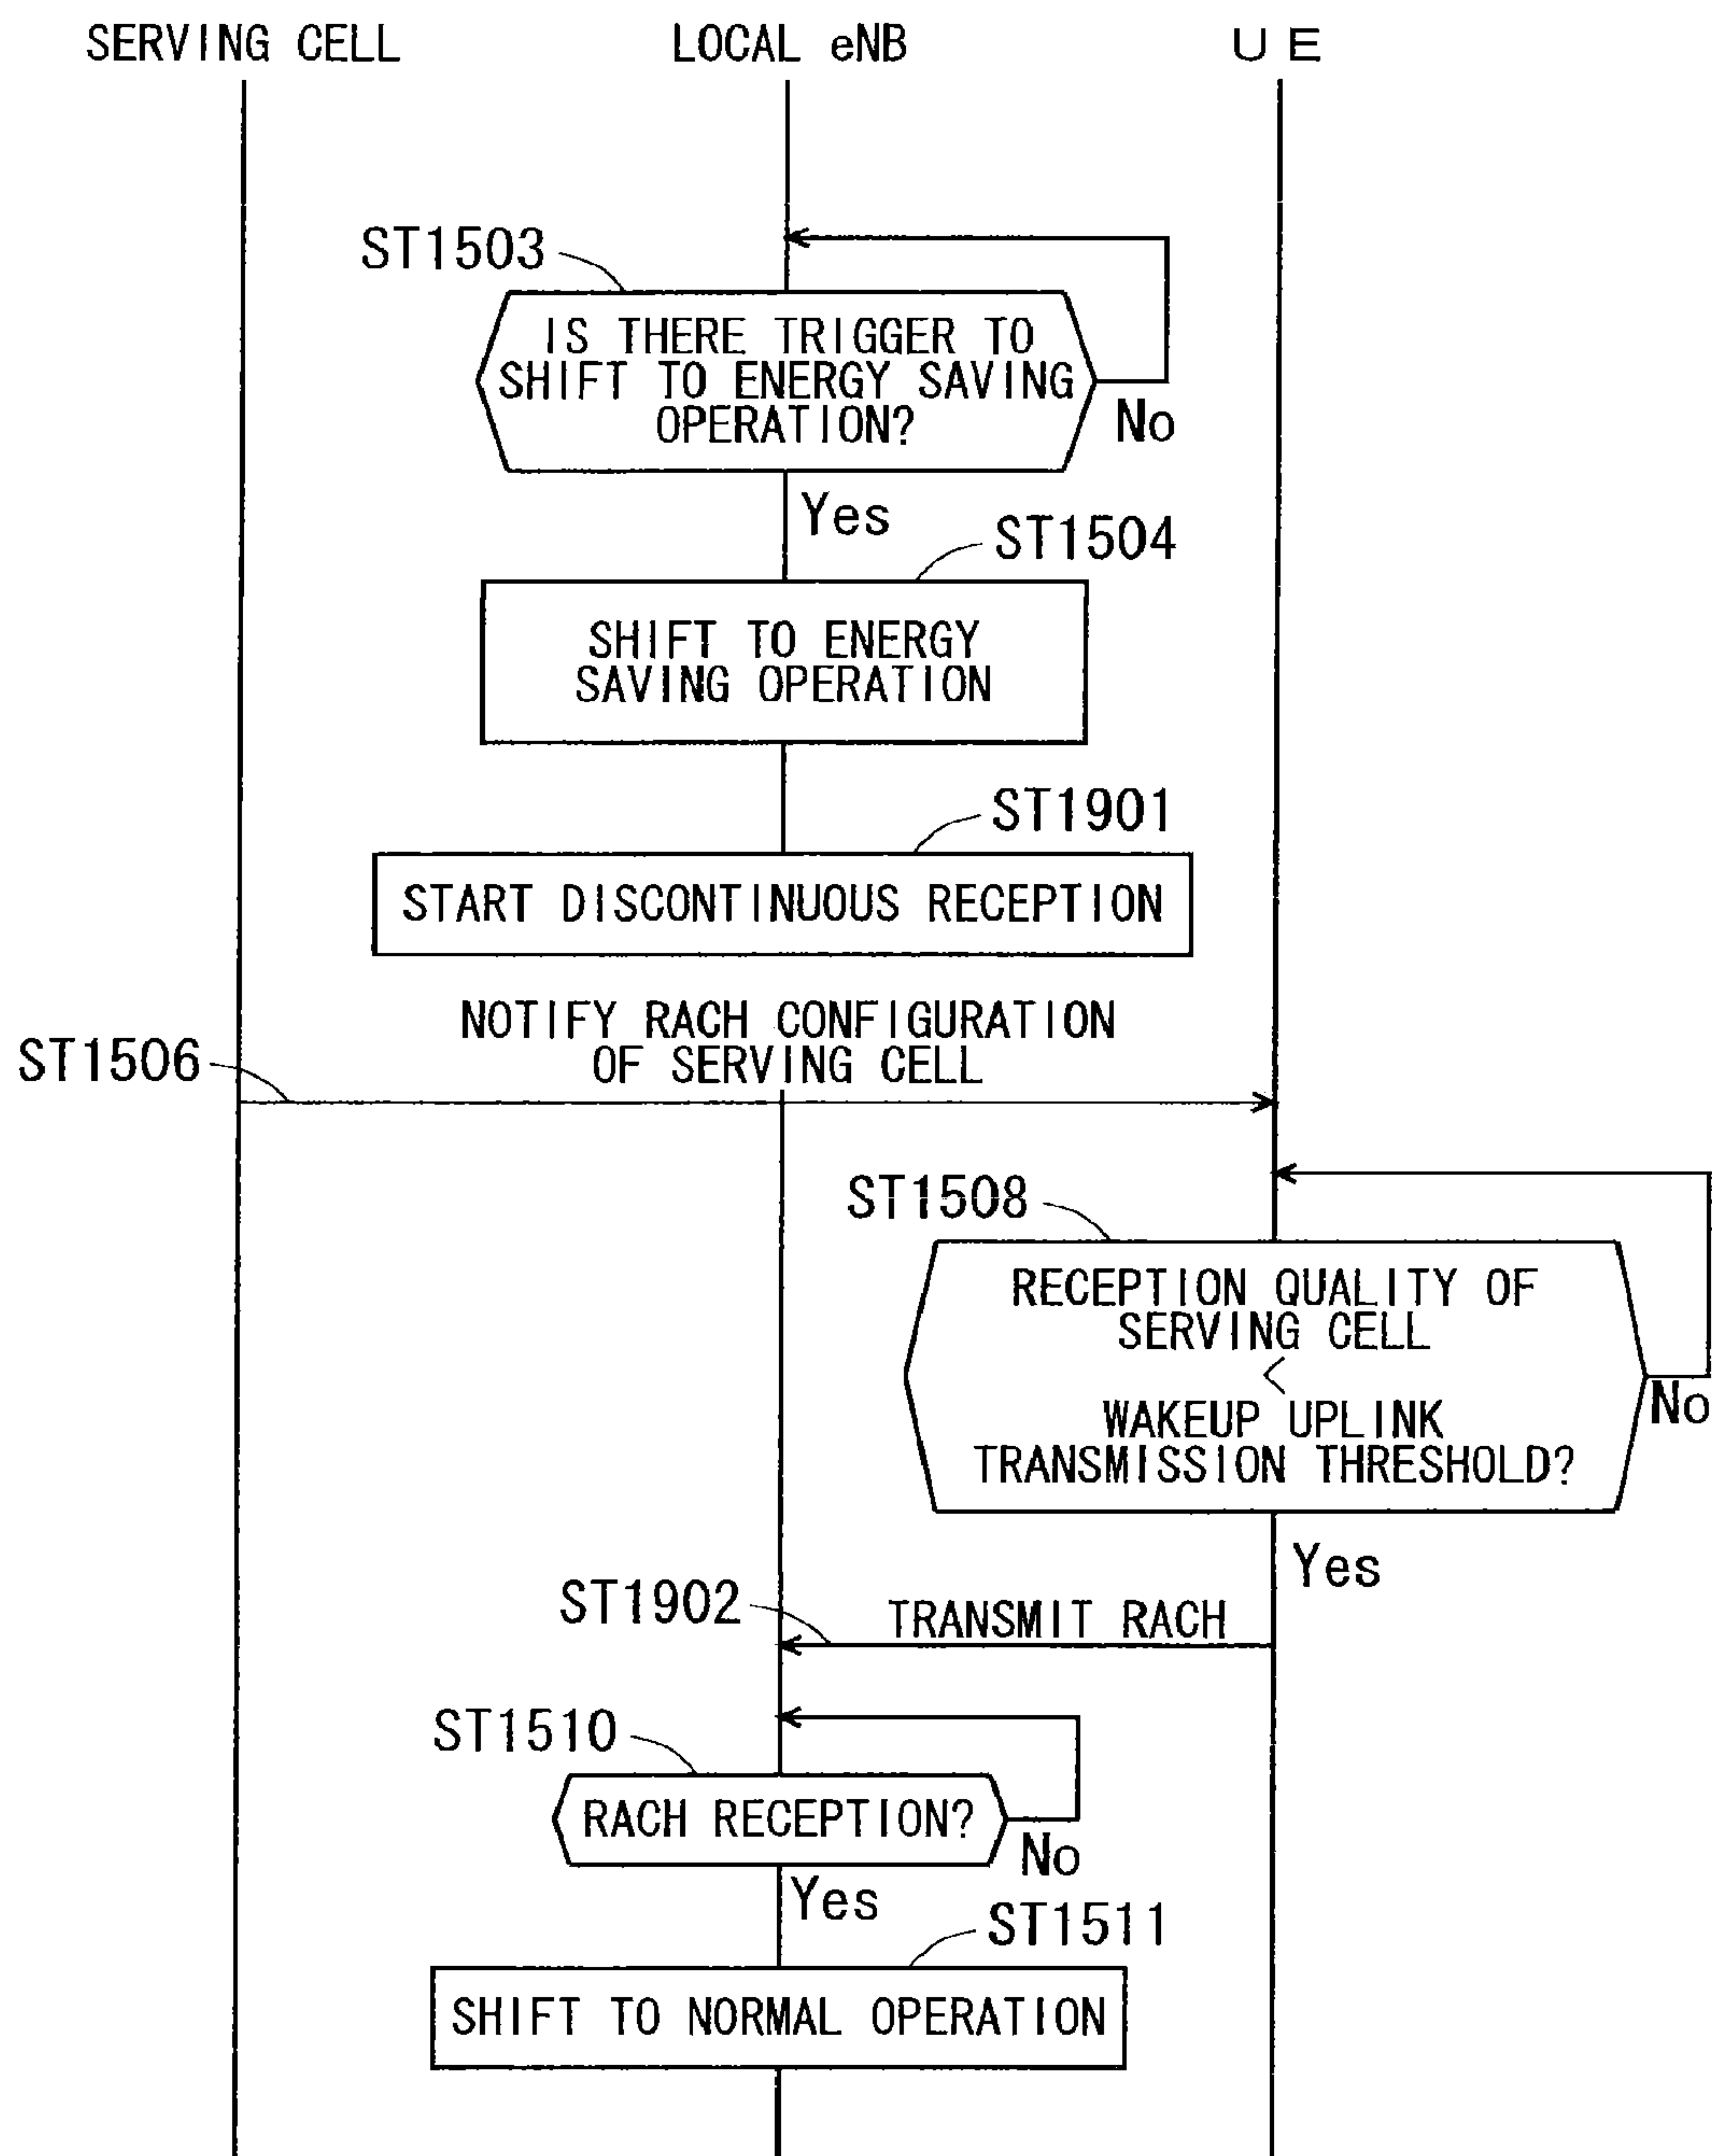 SERVING CELL
LOCAL eNB
UE
ST1503
IS THERE TRIGGER TO
SHIFT TO ENERGY SAVING
OPERATION?
No
Yes
ST1504
SHIFT TO ENERGY
SAVING OPERATION
ST1901
START DISCONTINUOUS RECEPTION
NOTIFY RACH CONFIGURATION
OF SERVING CELL
ST1506
ST1508
RECEPTION QUALITY OF
SERVING CELL
<
WAKEUP UPLINK
TRANSMISSION THRESHOLD?
No
Yes
ST1902
TRANSMIT RACH
ST1510
RACH RECEPTION?
No
Yes
ST1511
SHIFT TO NORMAL OPERATION